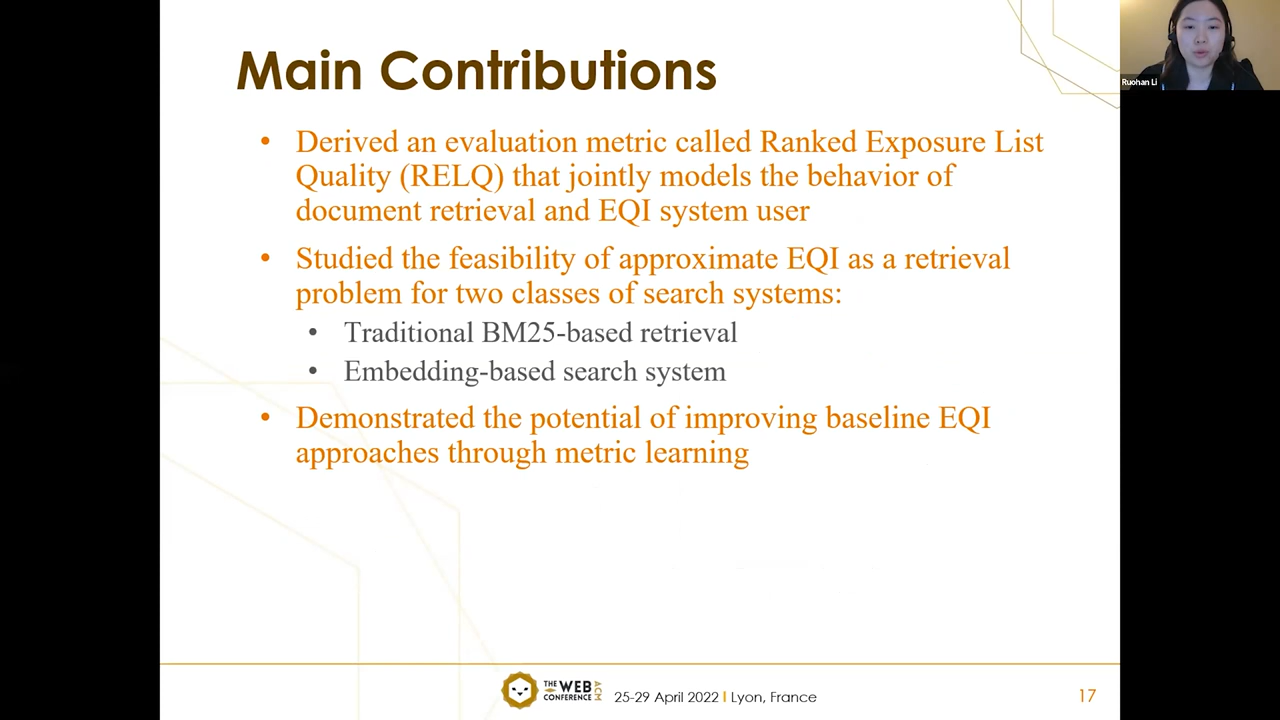 Main Contributions
Ruohan Li
• Derived an evaluation metric called Ranked Exposure List
Quality (RELQ) that jointly models the behavior of
document retrieval and EQI system user
• Studied the feasibility of approximate EQI as a retrieval
problem for two classes of search systems:
• Traditional BM25-based retrieval
• Embedding-based search system
• Demonstrated the potential of improving baseline EQI
approaches through metric learning
THE WEB CONFERENCE ACM
25-29 April 2022 | Lyon, France
17